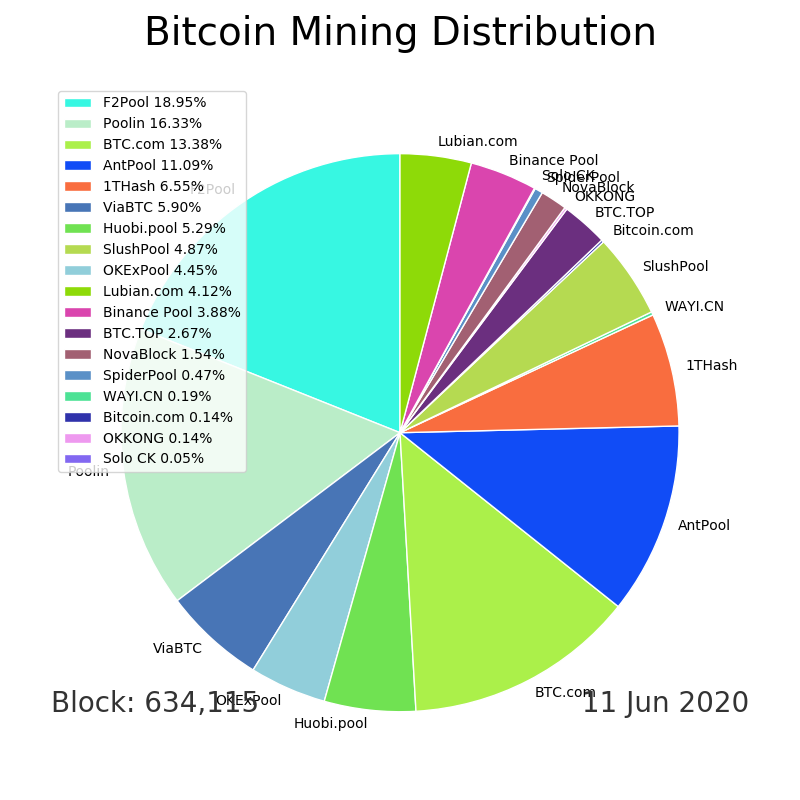 Bitcoin Mining Distribution
F2Pool 18.95%
Poolin 16.33%
BTC.com 13.38%
AntPool 11.09%
1THash 6.55%
ViaBTC 5.90%
Huobi.pool 5.29%
SlushPool 4.87%
OKExPool 4.45%
Lubian.com 4.12%
Binance Pool 3.88%
BTC.TOP 2.67%
NovaBlock 1.54%
SpiderPool 0.47%
WAYI.CN 0.19%
Bitcoin.com 0.14%
OKKONG 0.14%
Solo CK 0.05%
Lubian.com
Binance Pool
Solo CK
SpiderPool
NovaBlock
OKKONG
BTC.TOP
Bitcoin.com
SlushPool
WAYI.CN
1THash
AntPool
BTC.com
Huobi.pool
OKExPool
ViaBTC
Poolin
F2Pool
Block: 634,115
11 Jun 2020